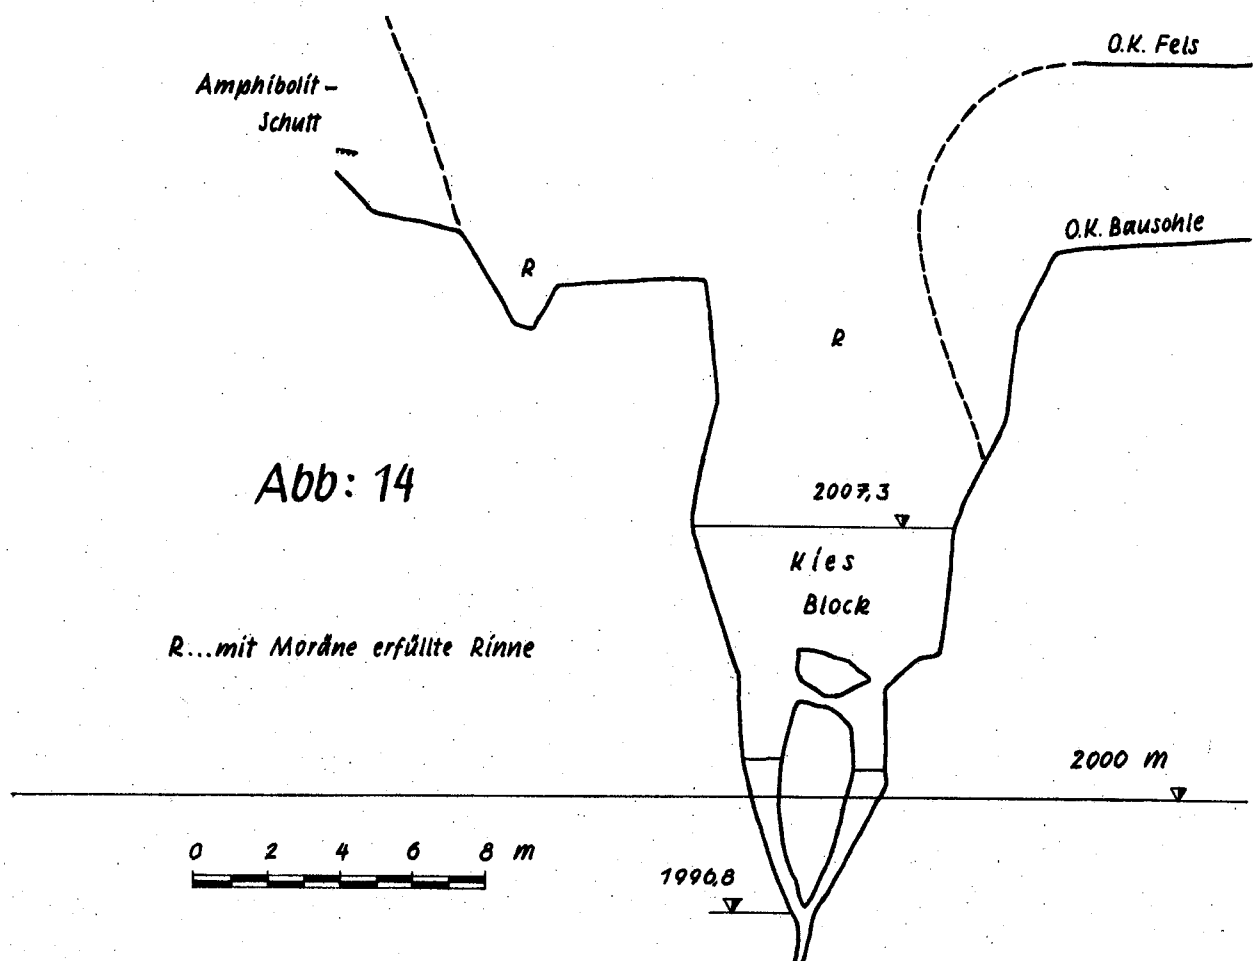 O.K. Fels
Amphibolit-
Schutt
O.K. Bausohle
R
R
Abb: 14
2007,3
Kies
Block
R...mit Moräne erfüllte Rinne
2000 m
0 2 4 6 8 m
1996,8